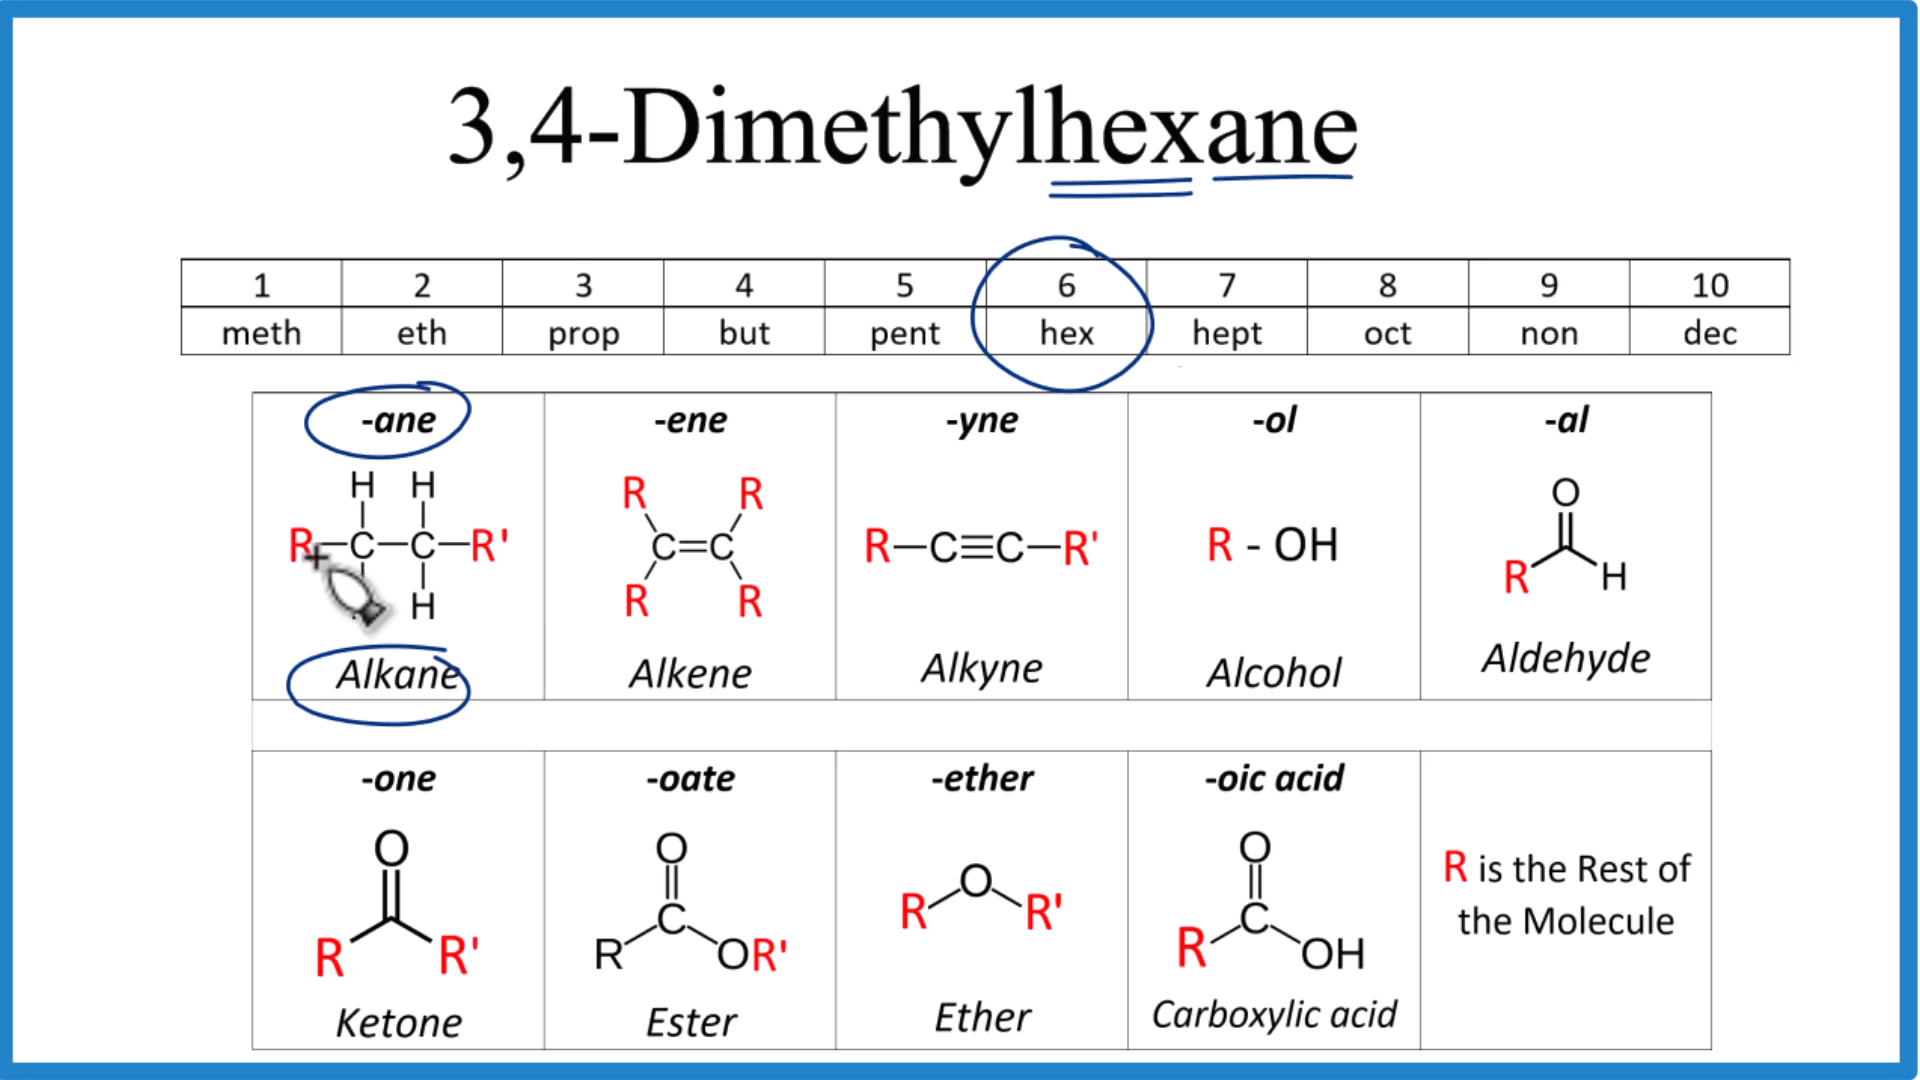 3,4-Dimethylhexane
1 2 3 4 5 6 7 8 9 10
meth eth prop but pent hex hept oct non dec
-ane -ene -yne -ol -al
H H
R-C-C-R'
H
Alkane
R R
C=C
R R
Alkene
R-C≡C-R'
Alkyne
R - OH
Alcohol
O
R H
Aldehyde
-one -oate -ether -oic acid
O
R R'
Ketone
O
C
R OR'
Ester
O
R R'
Ether
O
C
R OH
Carboxylic acid
R is the Rest of
the Molecule